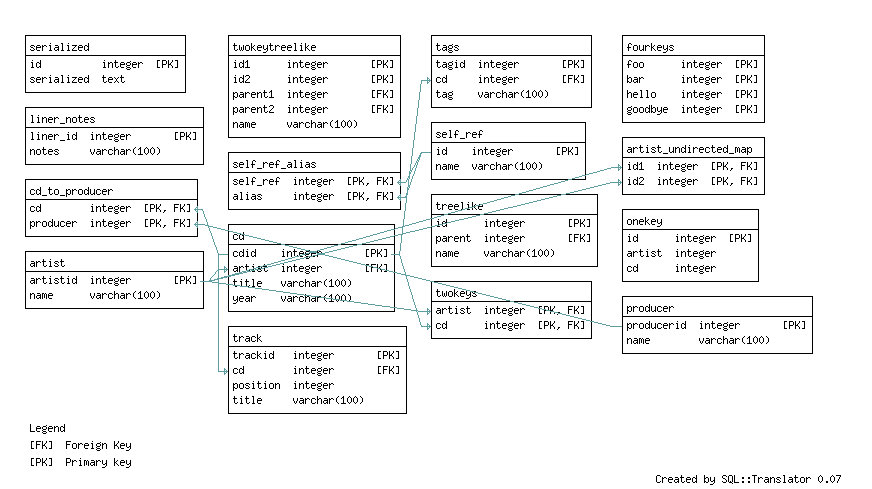 serialized
id integer [PK]
serialized text
liner_notes
liner_id integer [PK]
notes varchar(100)
cd_to_producer
cd integer [PK, FK]
producer integer [PK, FK]
artist
artistid integer [PK]
name varchar(100)
twokeytreelike
id1 integer [PK]
id2 integer [PK]
parent1 integer [FK]
parent2 integer [FK]
name varchar(100)
self_ref_alias
self_ref integer [PK, FK]
alias integer [PK, FK]
cd
cdid integer [PK]
artist integer [FK]
title varchar(100)
year varchar(100)
track
trackid integer [PK]
cd integer [FK]
position integer
title varchar(100)
tags
tagid integer [PK]
cd integer [FK]
tag varchar(100)
self_ref
id integer [PK]
name varchar(100)
treelike
id integer [PK]
parent integer [FK]
name varchar(100)
twokeys
artist integer [PK, FK]
cd integer [PK, FK]
fourkeys
foo integer [PK]
bar integer [PK]
hello integer [PK]
goodbye integer [PK]
artist_undirected_map
id1 integer [PK, FK]
id2 integer [PK, FK]
onekey
id integer [PK]
artist integer
cd integer
producer
producerid integer [PK]
name varchar(100)
Legend
[FK] Foreign Key
[PK] Primary key
Created by SQL::Translator 0.07